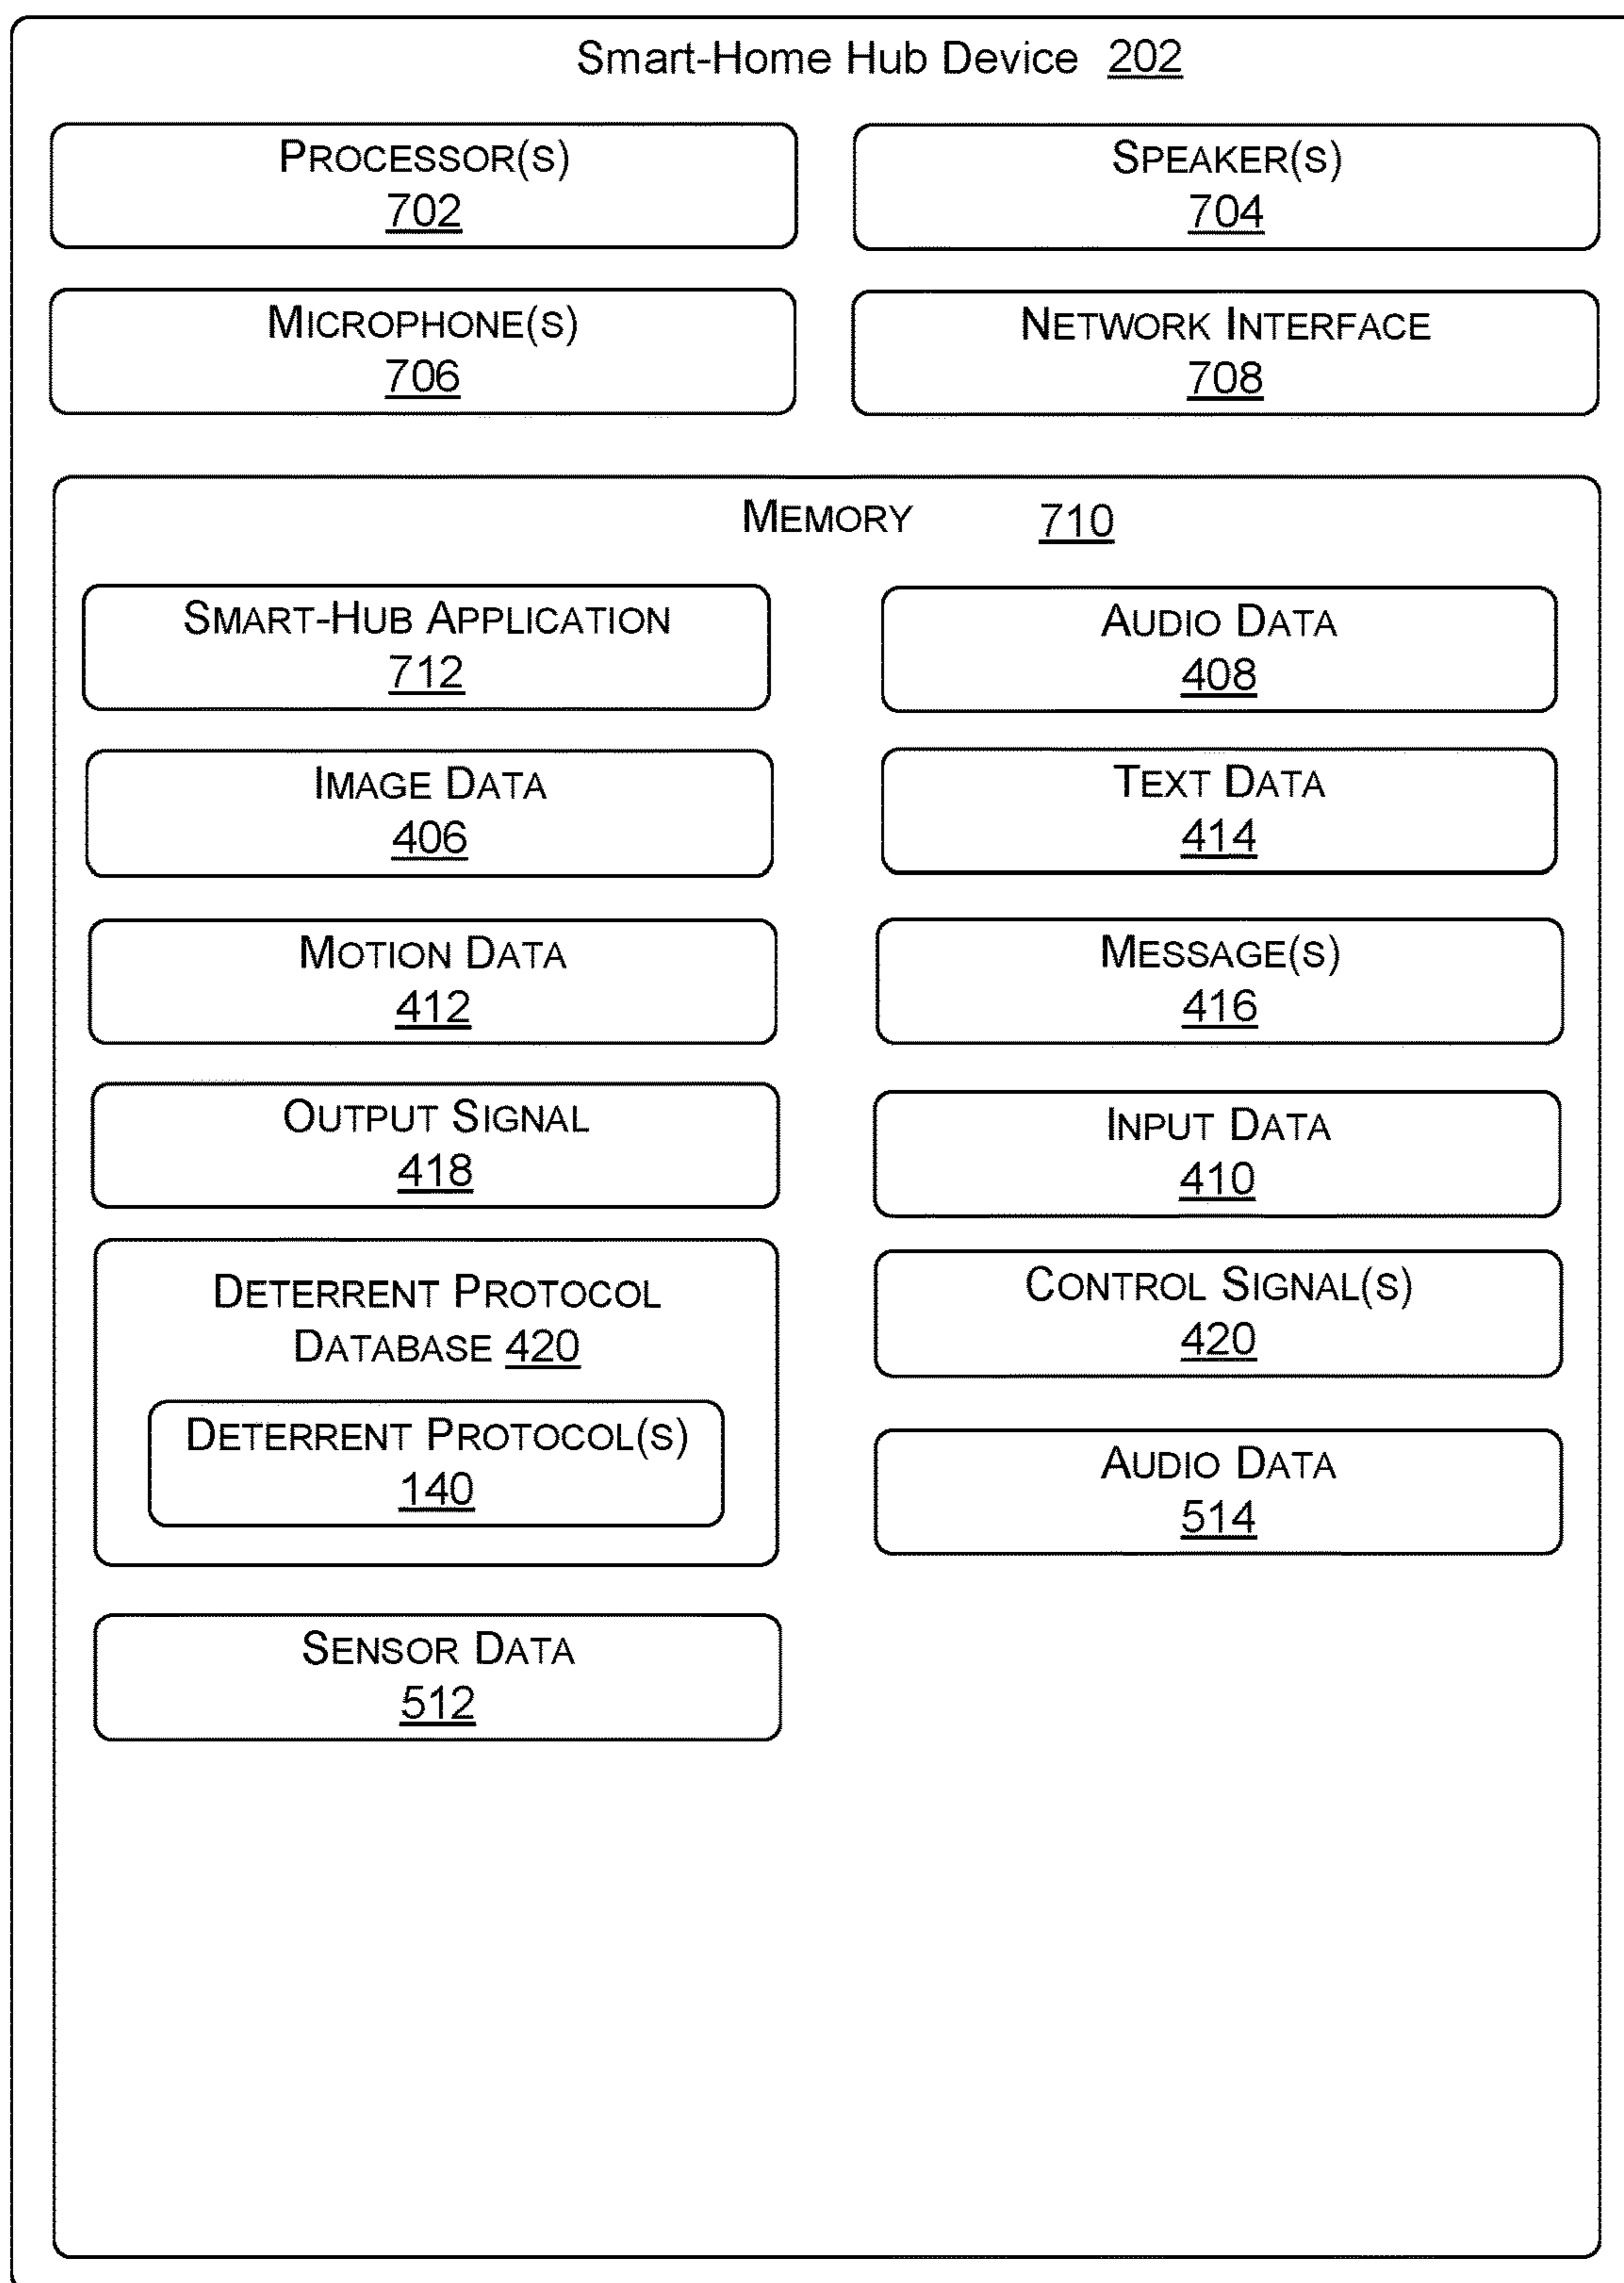 Smart-Home Hub Device 202
PROCESSOR(S)
702
SPEAKER(S)
704
MICROPHONE(S)
706
NETWORK INTERFACE
708
MEMORY 710
SMART-HUB APPLICATION
712
AUDIO DATA
408
IMAGE DATA
406
TEXT DATA
414
MOTION DATA
412
MESSAGE(S)
416
OUTPUT SIGNAL
418
INPUT DATA
410
DETERRENT PROTOCOL
DATABASE 420
DETERRENT PROTOCOL(S)
140
CONTROL SIGNAL(S)
420
AUDIO DATA
514
SENSOR DATA
512